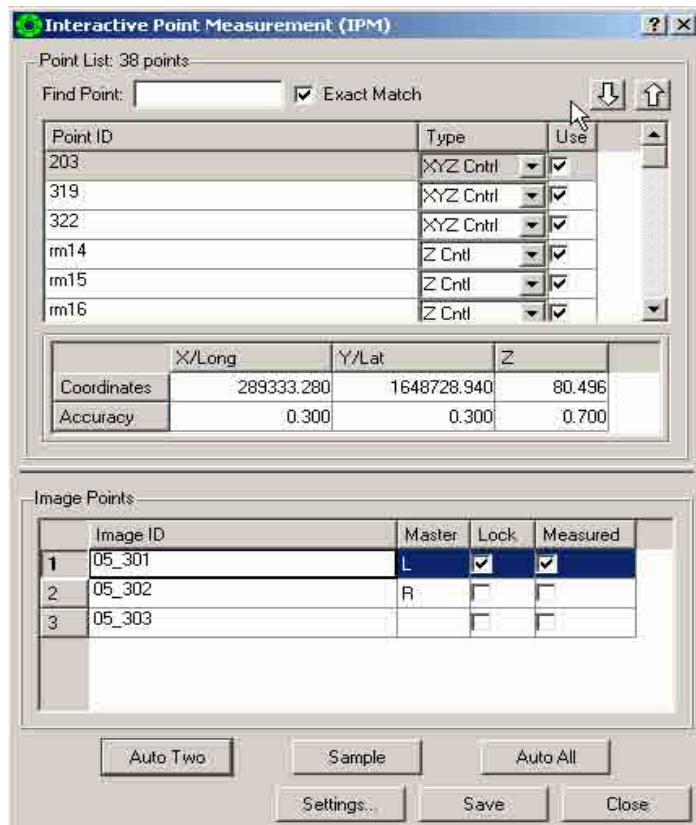 Interactive Point Measurement (IPM)
Point List: 38 points
Find Point: Exact Match
Point ID Type Use
203 XYZ Cntrl
319 XYZ Cntrl
322 XYZ Cntrl
rm14 Z Cntl
rm15 Z Cntl
rm16 Z Cntl
X/Long Y/Lat Z
Coordinates 289333.280 1648728.940 80.496
Accuracy 0.300 0.300 0.700
Image Points
Image ID Master Lock Measured
1 05_301 L
2 05_302 R
3 05_303
Auto Two Sample Auto All
Settings.. Save Close